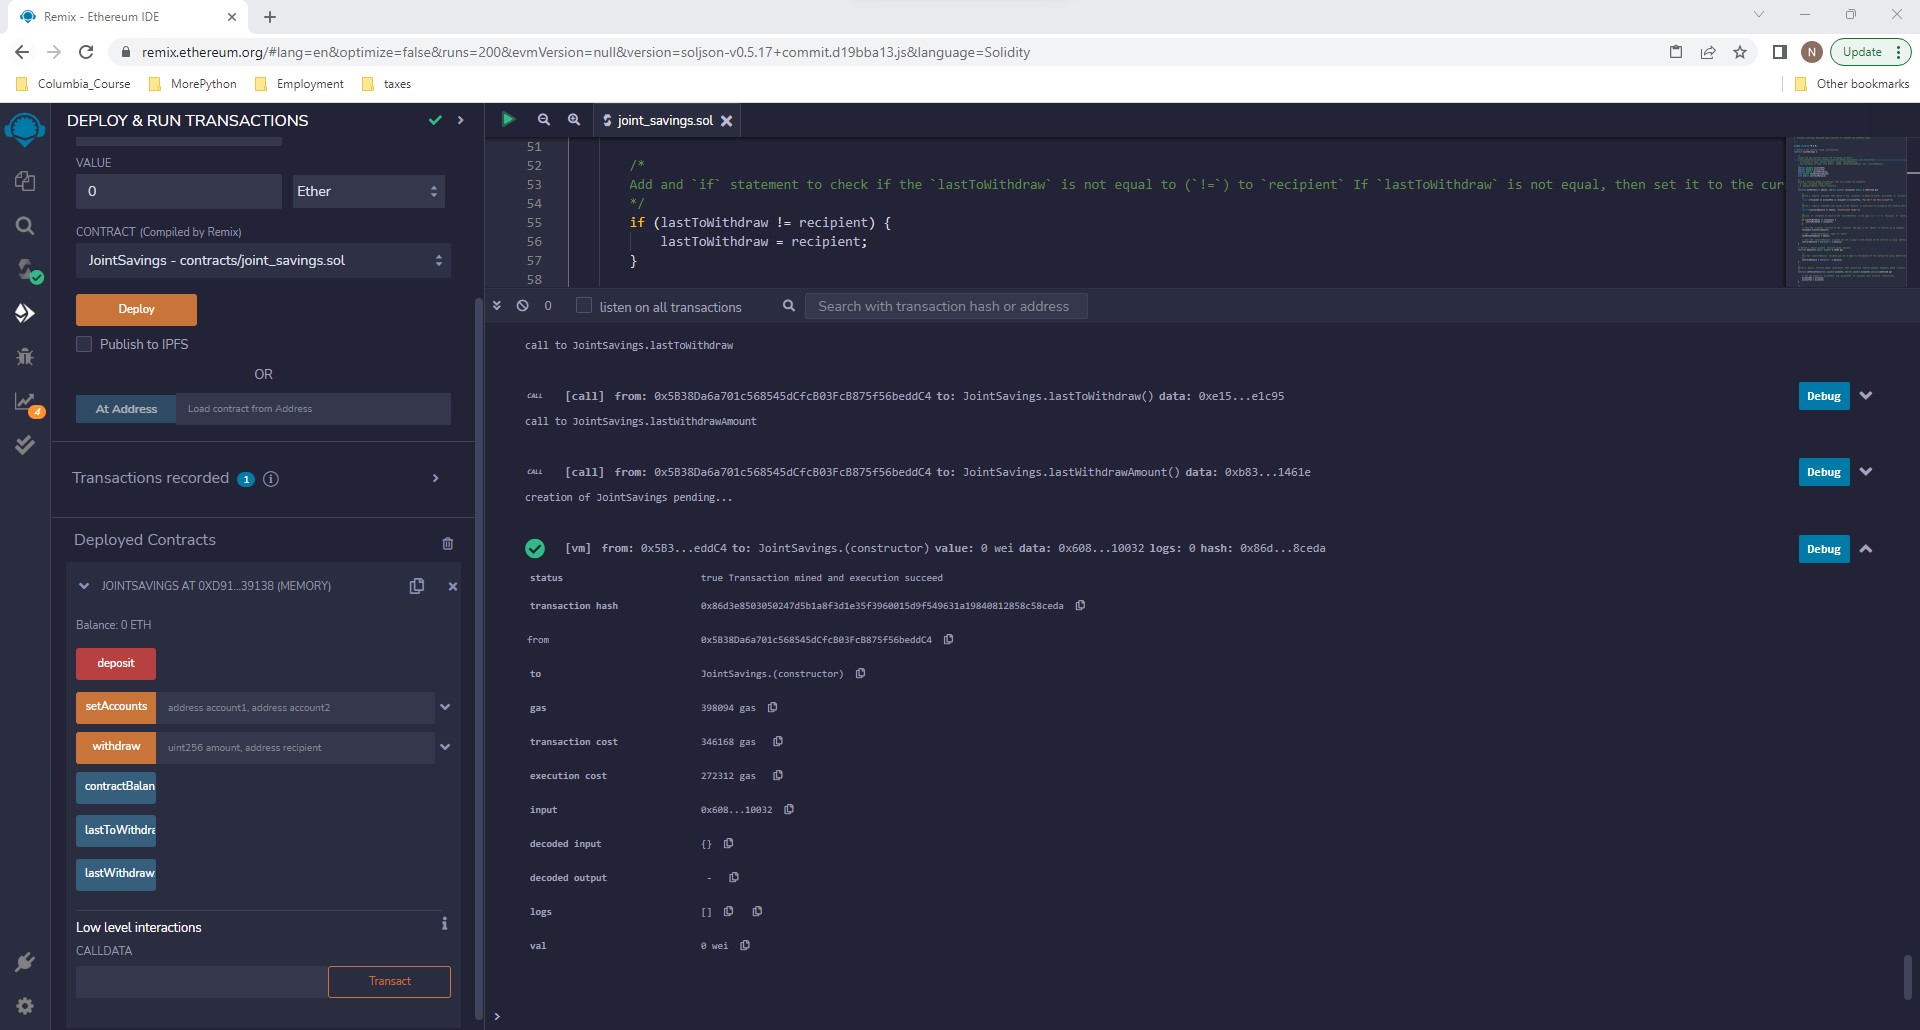 Remix - Ethereum IDE
remix.ethereum.org/#lang=en&optimize=false&runs=200&evmVersion=null&version=soljson-v0.5.17+commit.d19bba13.js&language=Solidity
N
Update
Columbia_Course
MorePython
Employment
taxes
Other bookmarks
DEPLOY & RUN TRANSACTIONS
VALUE
0
Ether
CONTRACT (Compiled by Remix)
JointSavings - contracts/joint_savings.sol
Deploy
Publish to IPFS
OR
At Address
Load contract from Address
4
Transactions recorded 1
Deployed Contracts
JOINTSAVINGS AT 0XD91...39138 (MEMORY)
Balance: 0 ETH
deposit
setAccounts address account1, address account2
withdraw uint256 amount, address recipient
contractBalan
lastToWithdra
lastWithdraw
Low level interactions
CALLDATA
Transact
joint_savings.sol
51
52 /*
53 Add and `if` statement to check if the `lastToWithdraw` is not equal to (`!=`) to `recipient` If `lastToWithdraw` is not equal, then set it to the cur
54 */
55 if (lastToWithdraw != recipient) {
56 lastToWithdraw = recipient;
57 }
58
0
listen on all transactions
Search with transaction hash or address
call to JointSavings.lastToWithdraw
CALL [call] from: 0x5B38Da6a701c568545dCfcB03FcB875f56beddC4 to: JointSavings.lastToWithdraw() data: 0xe15...e1c95
Debug
call to JointSavings.lastWithdrawAmount
CALL [call] from: 0x5B38Da6a701c568545dCfcB03FcB875f56beddC4 to: JointSavings.lastWithdrawAmount() data: 0xb83...1461e
Debug
creation of JointSavings pending...
[vm] from: 0x5B3...eddC4 to: JointSavings.(constructor) value: 0 wei data: 0x608...10032 logs: 0 hash: 0x86d...8ceda
Debug
status true Transaction mined and execution succeed
transaction hash 0x86d3e8503050247d5b1a8f3d1e35f3960015d9f549631a19840812858c58ceda
from 0x5B38Da6a701c568545dCfcB03FcB875f56beddC4
to JointSavings.(constructor)
gas 398094 gas
transaction cost 346168 gas
execution cost 272312 gas
input 0x608...10032
decoded input {}
decoded output -
logs []
val 0 wei
>